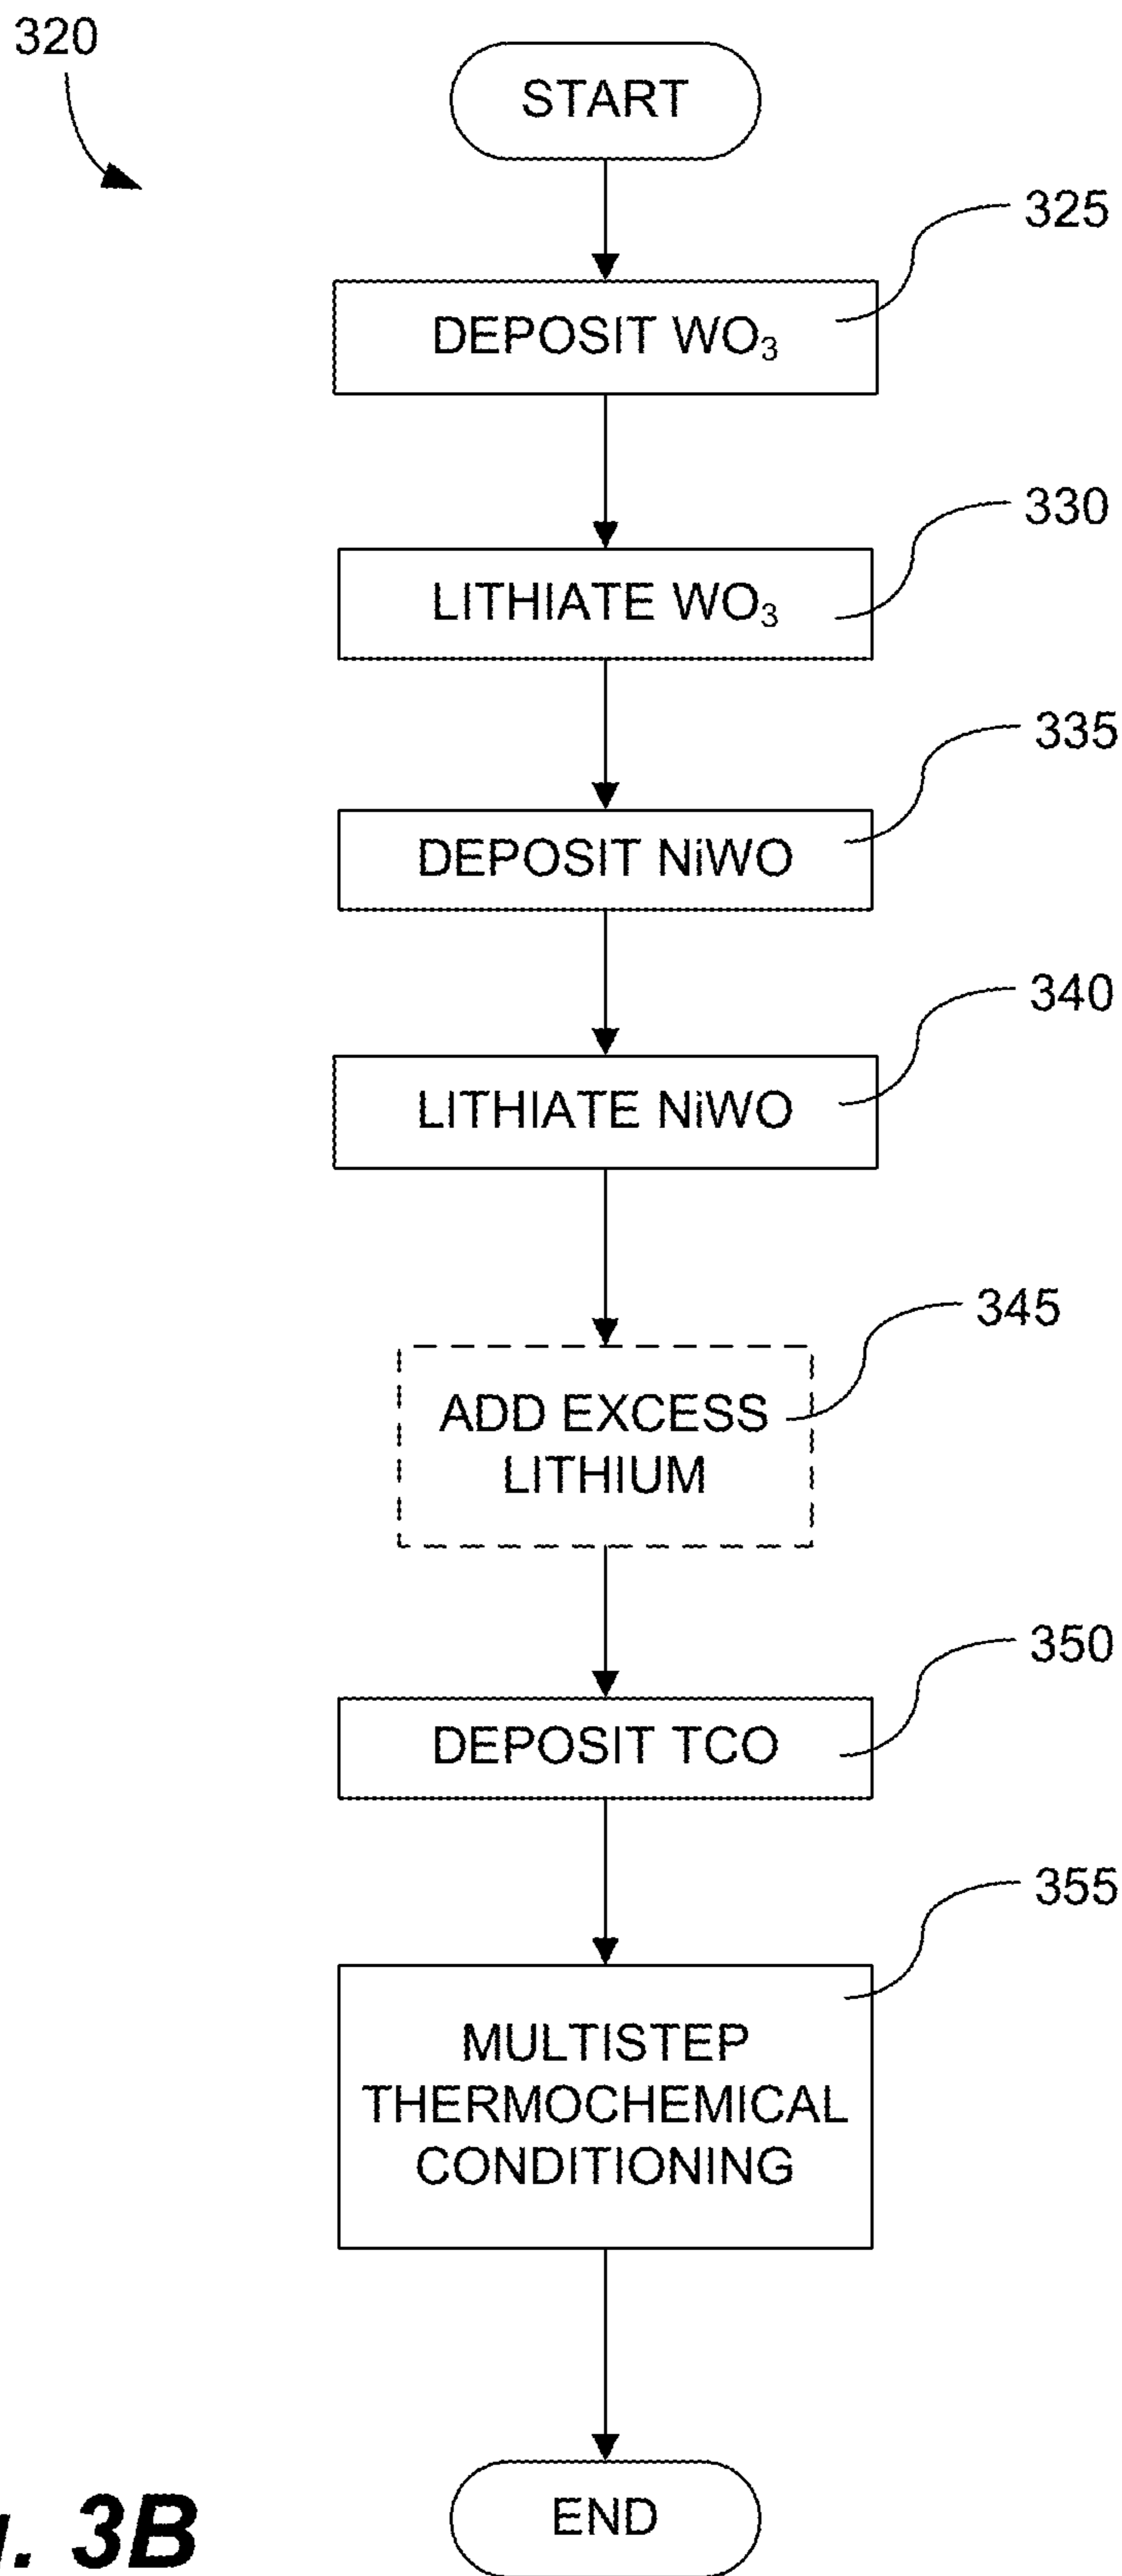 320
START
325
DEPOSIT WO₃
330
LITHIATE WO₃
335
DEPOSIT NiWO
340
LITHIATE NiWO
345
ADD EXCESS
LITHIUM
350
DEPOSIT TCO
355
MULTISTEP
THERMOCHEMICAL
CONDITIONING
END
3B